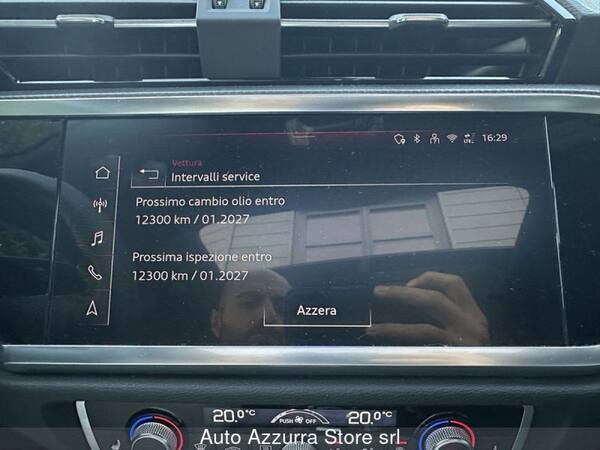 16:29
Vettura
Intervalli service
Prossimo cambio olio entro
12300 km / 01.2027
Prossima ispezione entro
12300 km / 01.2027
Azzera
20.0°C PUSH OFF 20.0°C
Auto Azzurra Store srl